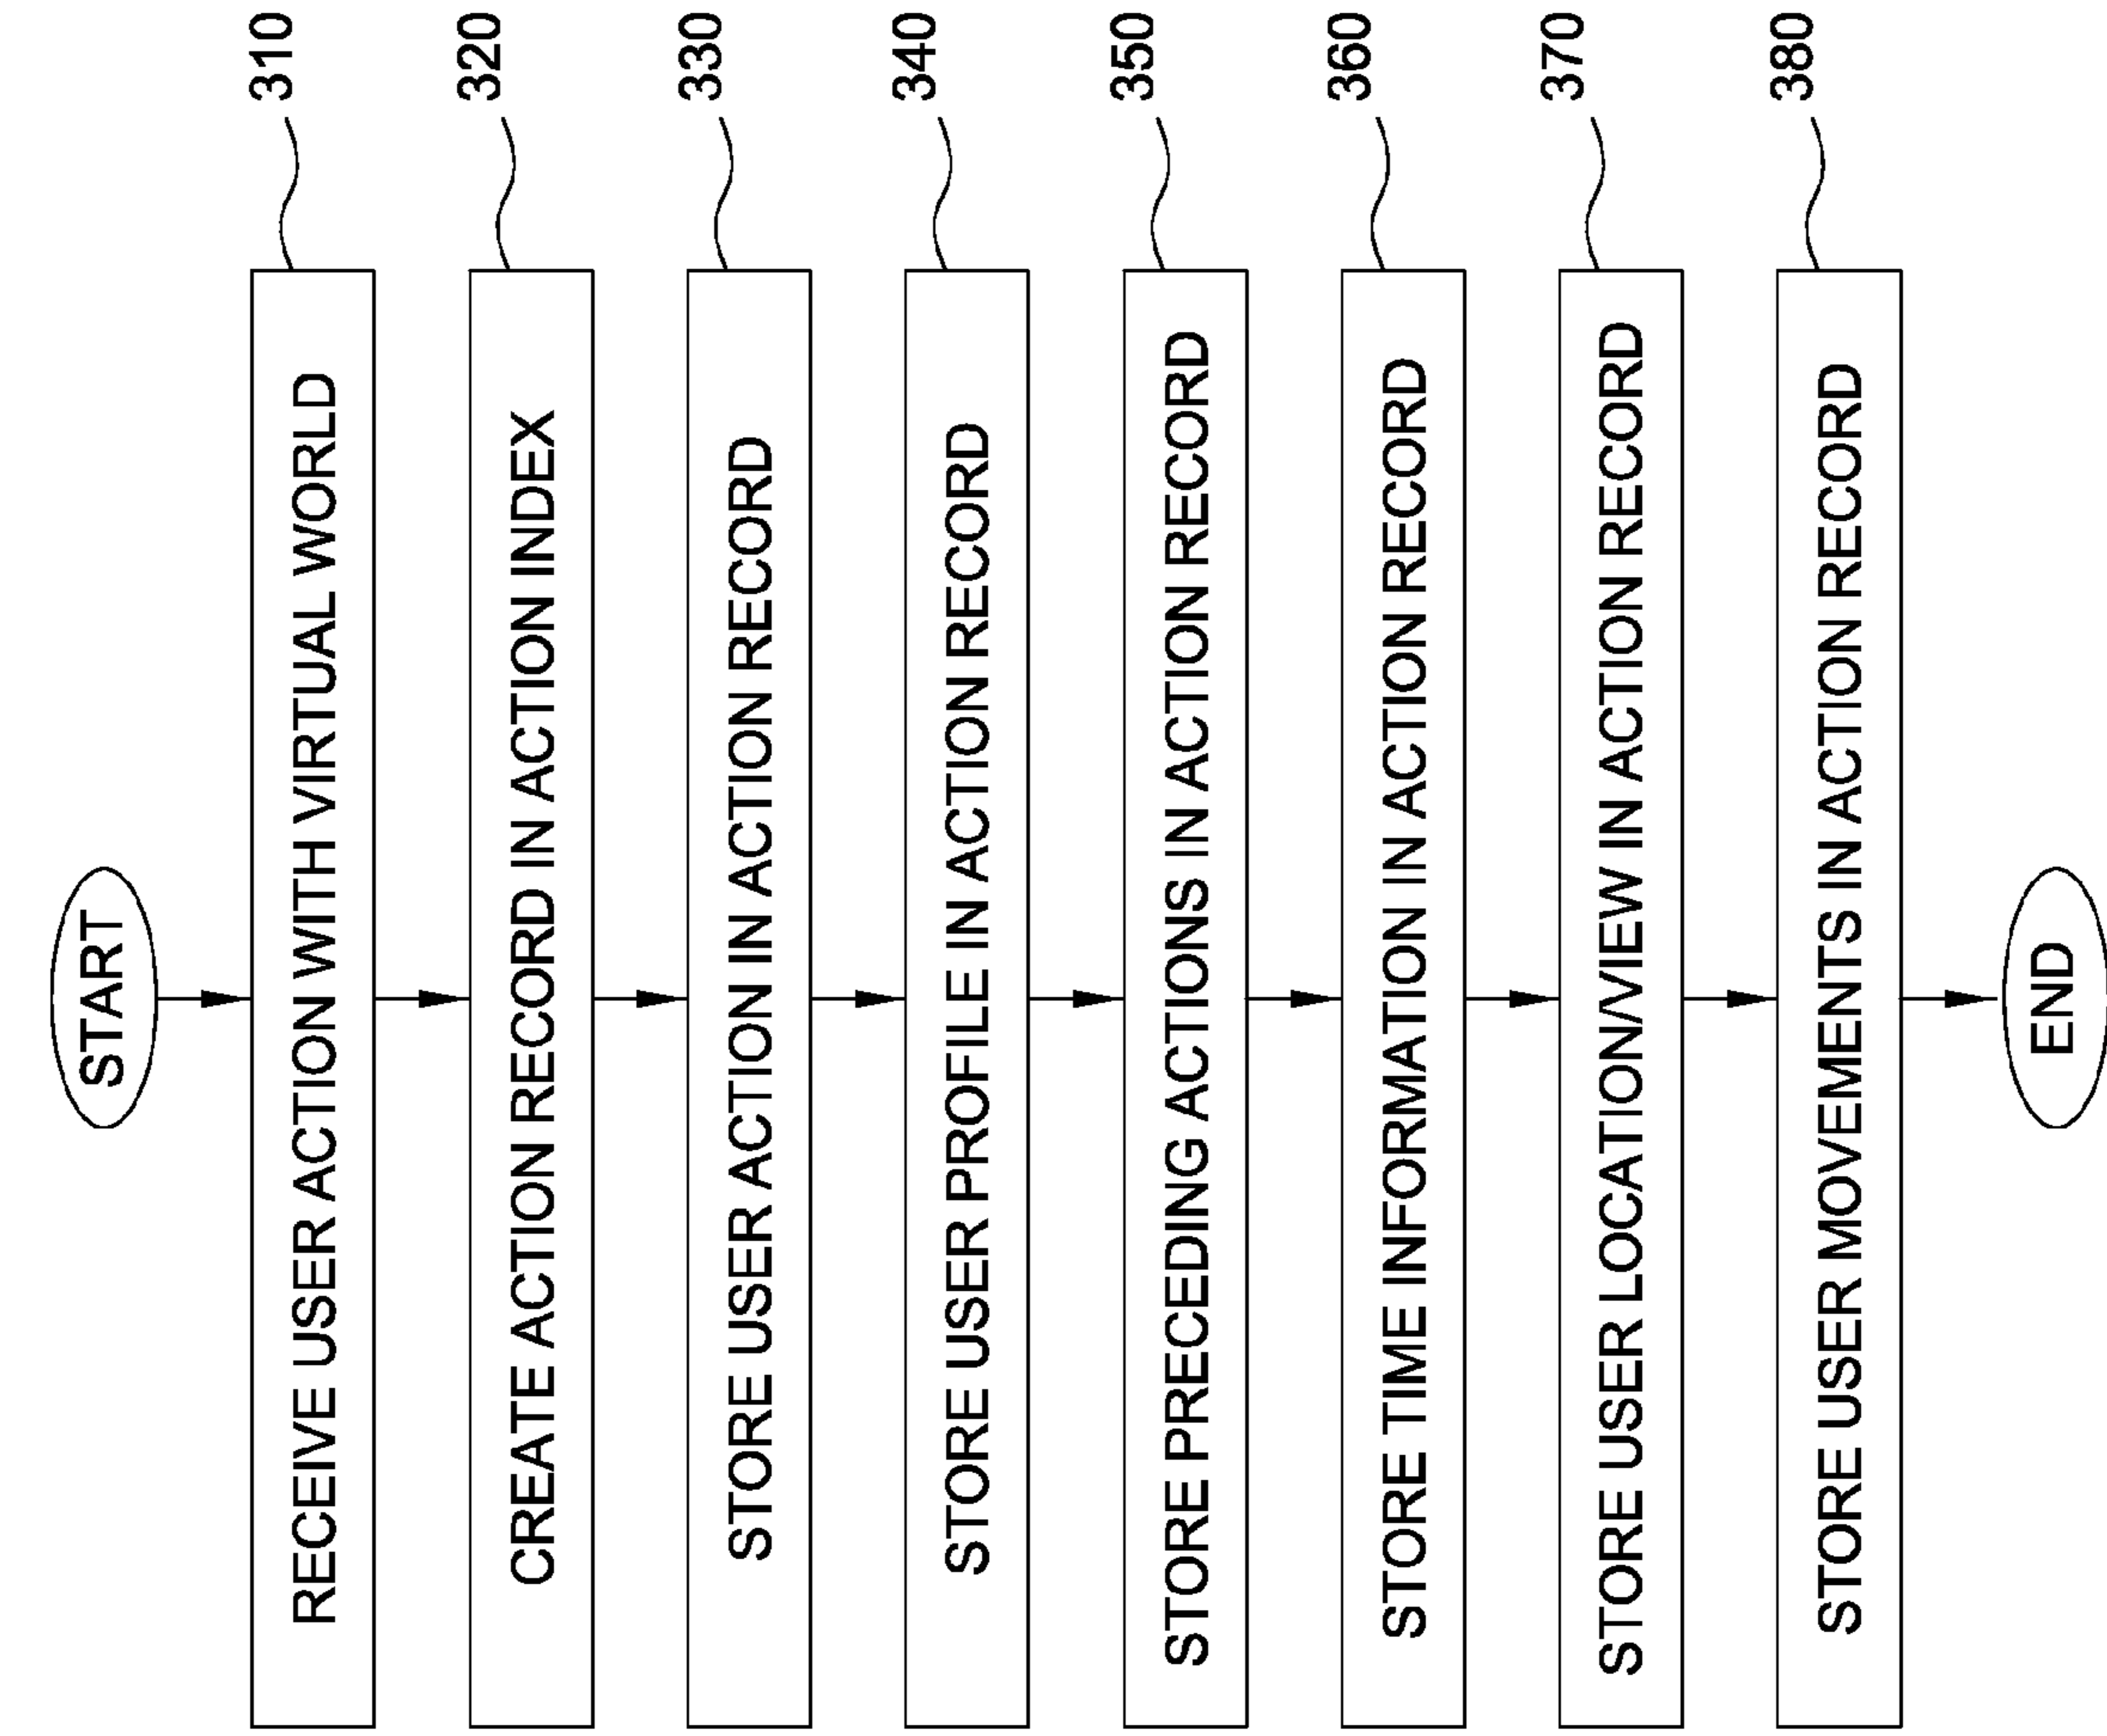 START
RECEIVE USER ACTION WITH VIRTUAL WORLD 310
CREATE ACTION RECORD IN ACTION INDEX 320
STORE USER ACTION IN ACTION RECORD 330
STORE USER PROFILE IN ACTION RECORD 340
STORE PRECEDING ACTIONS IN ACTION RECORD 350
STORE TIME INFORMATION IN ACTION RECORD 360
STORE USER LOCATION/VIEW IN ACTION RECORD 370
STORE USER MOVEMENTS IN ACTION RECORD 380
END